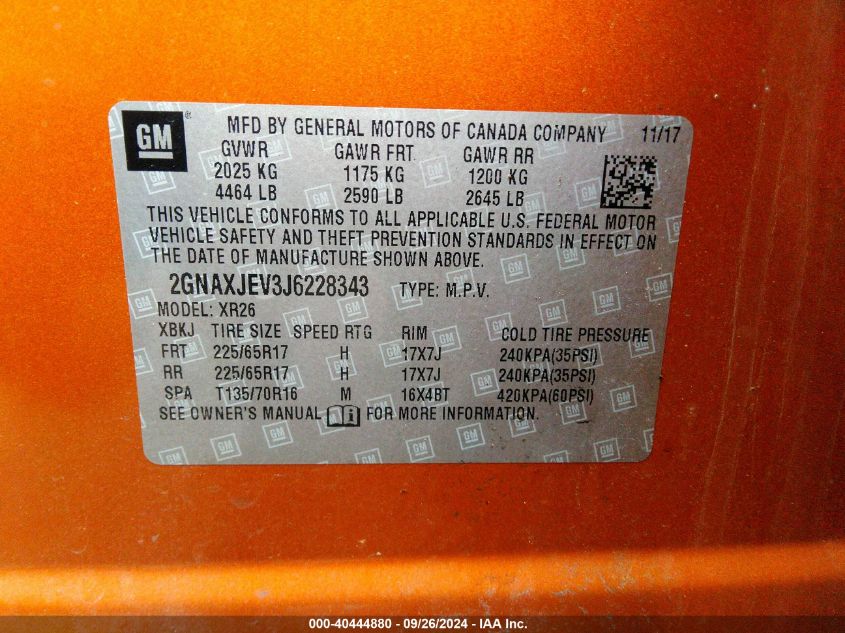 GM ® MFD BY GENERAL MOTORS OF CANADA COMPANY 11/17
GVWR GAWR FRT. GAWR RR
2025 KG 1175 KG 1200 KG
4464 LB 2590 LB 2645 LB
THIS VEHICLE CONFORMS TO ALL APPLICABLE U.S. FEDERAL MOTOR
VEHICLE SAFETY AND THEFT PREVENTION STANDARDS IN EFFECT ON
THE DATE OF MANUFACTURE SHOWN ABOVE.
2GNAXJEV3J6228343 TYPE: M.P.V.
MODEL: XR26
XBKJ TIRE SIZE SPEED RTG RIM COLD TIRE PRESSURE
FRT 225/65R17 H 17X7J 240KPA(35PSI)
RR 225/65R17 H 17X7J 240KPA(35PSI)
SPA T135/70R16 M 16X4BT 420KPA(60PSI)
SEE OWNER'S MANUAL FOR MORE INFORMATION.
000-40444880 - 09/26/2024 - IAA Inc.